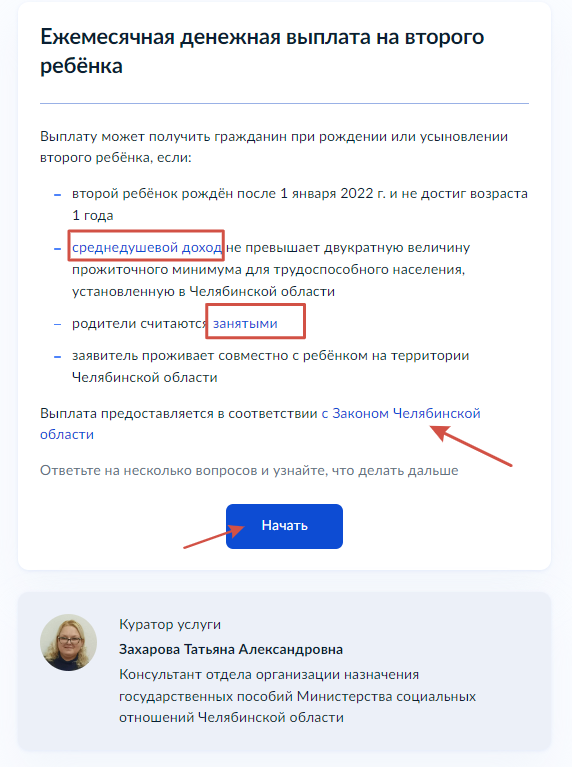 Ежемесячная денежная выплата на второго
ребёнка
Выплату может получить гражданин при рождении или усыновлении
второго ребёнка, если:
– второй ребёнок рождён после 1 января 2022 г. и не достиг возраста
1 года
– среднедушевой доход не превышает двукратную величину
прожиточного минимума для трудоспособного населения,
установленную в Челябинской области
– родители считаются занятыми
– заявитель проживает совместно с ребёнком на территории
Челябинской области
Выплата предоставляется в соответствии с Законом Челябинской
области
Ответьте на несколько вопросов и узнайте, что делать дальше
Начать
Куратор услуги
Захарова Татьяна Александровна
Консультант отдела организации назначения
государственных пособий Министерства социальных
отношений Челябинской области